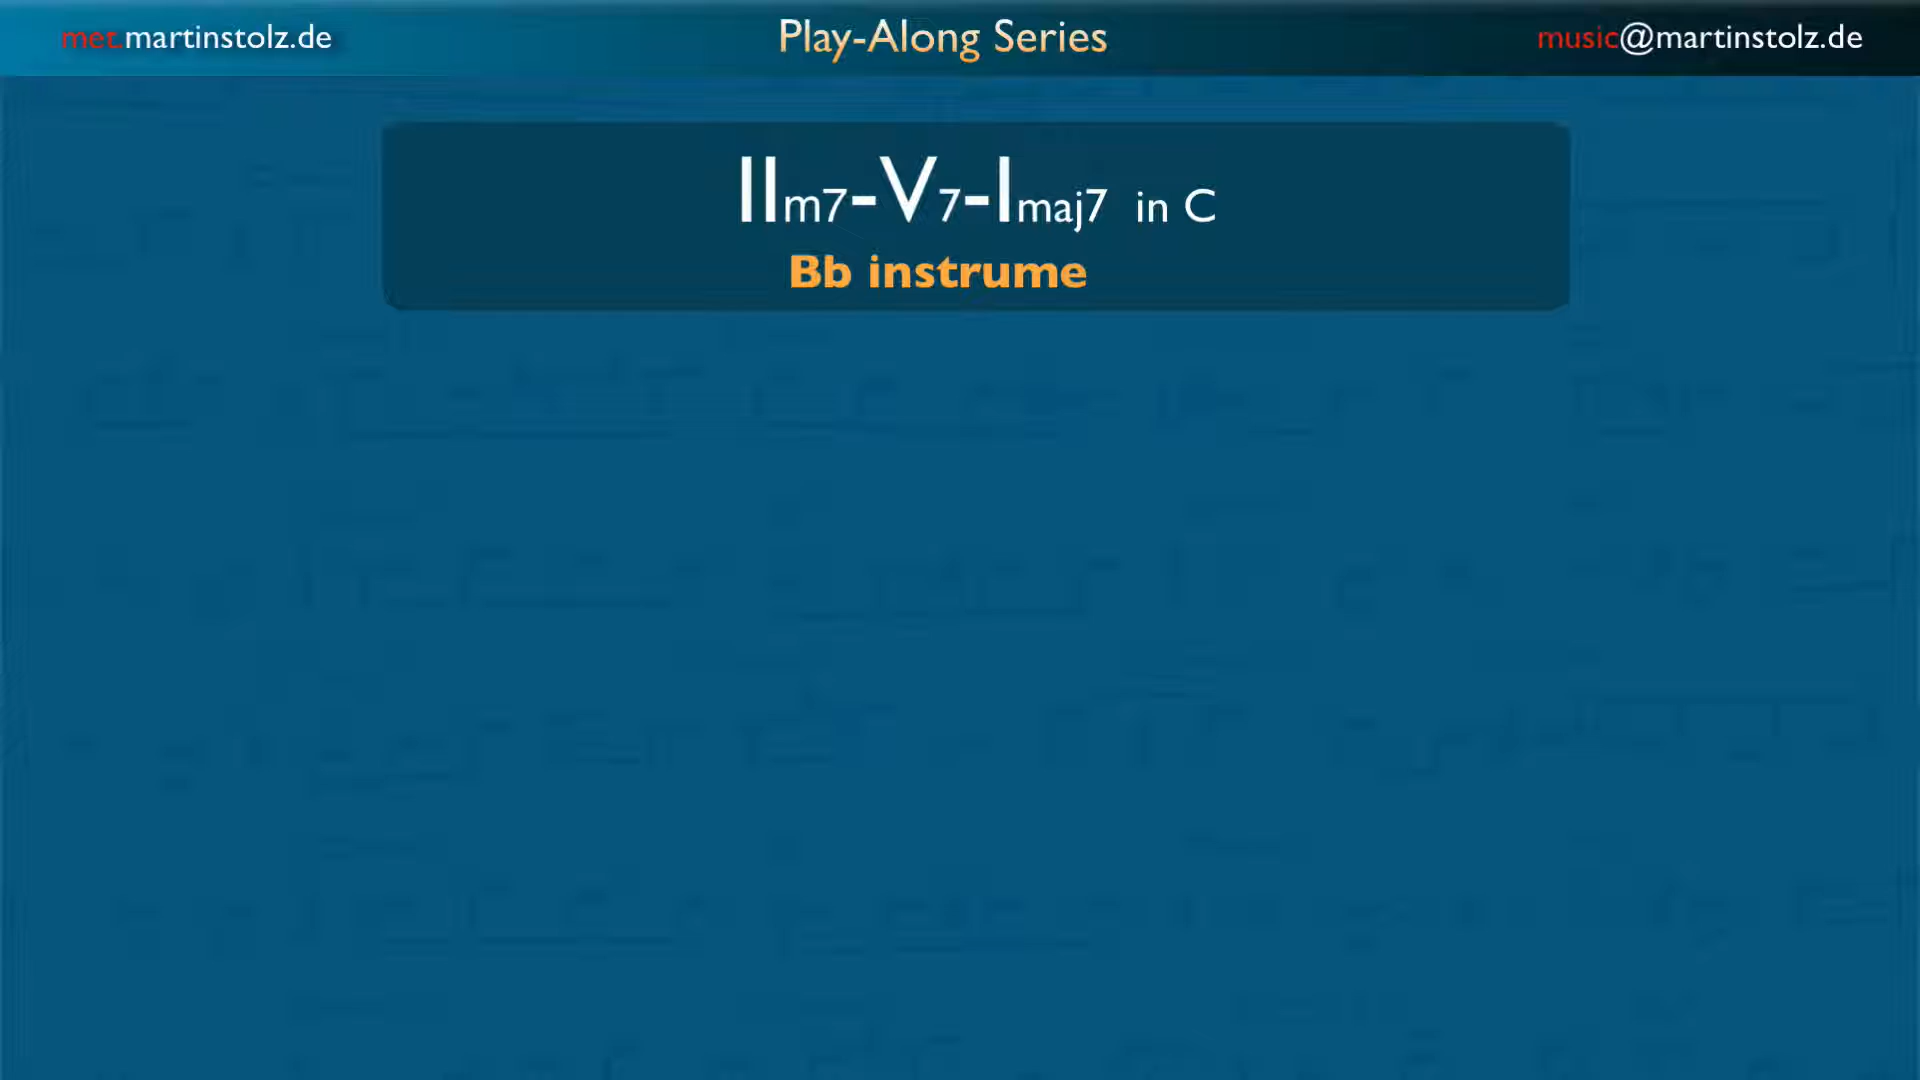 met.martinstolz.de
Play-Along Series
music@martinstolz.de
IIm7-V7-Imaj7 in C
Bb instrume